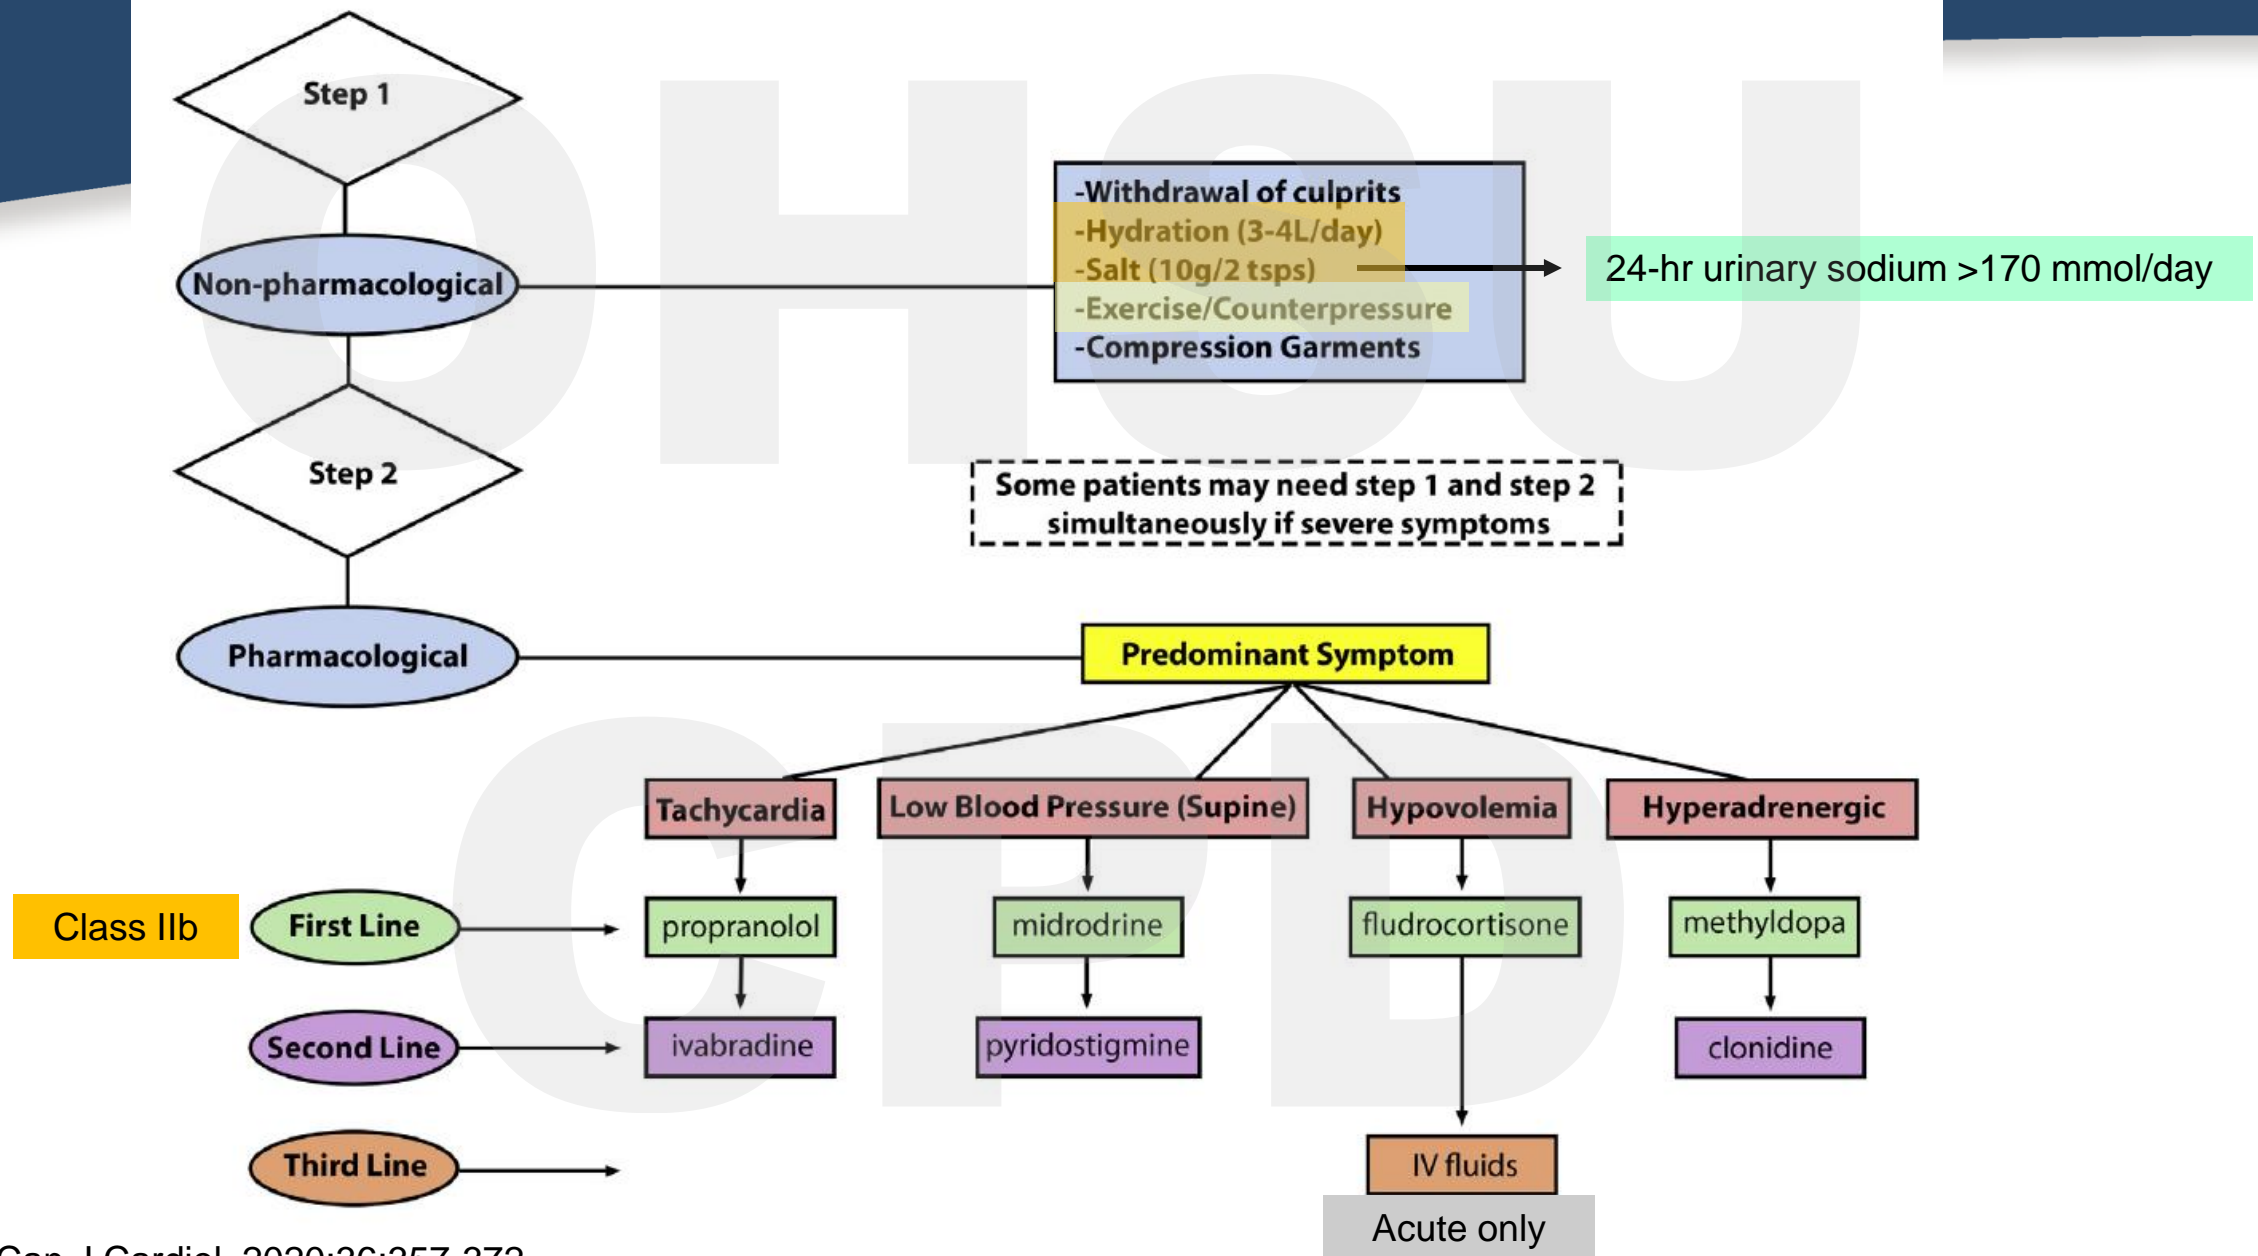 Step 1
-Withdrawal of culprits
-Hydration (3-4L/day)
-Salt (10g/2 tsps)
-Exercise/Counterpressure
-Compression Garments
24-hr urinary sodium >170 mmol/day
Non-pharmacological
Step 2
Some patients may need step 1 and step 2
simultaneously if severe symptoms
Pharmacological
Predominant Symptom
Tachycardia
Low Blood Pressure (Supine)
Hypovolemia
Hyperadrenergic
Class IIb
First Line
propranolol
midrodrine
fludrocortisone
methyldopa
Second Line
ivabradine
pyridostigmine
clonidine
Third Line
IV fluids
Acute only
OHSU
CPD